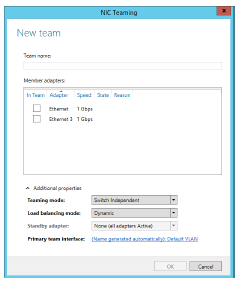 NIC Teaming
New team
Team name:
Member adapters:
In Team Adapter Speed State Reason
Ethernet 1 Gbps
Ethernet 3 1 Gbps
Additional properties
Teaming mode: Switch Independent
Load balancing mode: Dynamic
Standby adapter: None (all adapters Active)
Primary team interface: (Name generated automatically); Default VLAN
OK Cancel